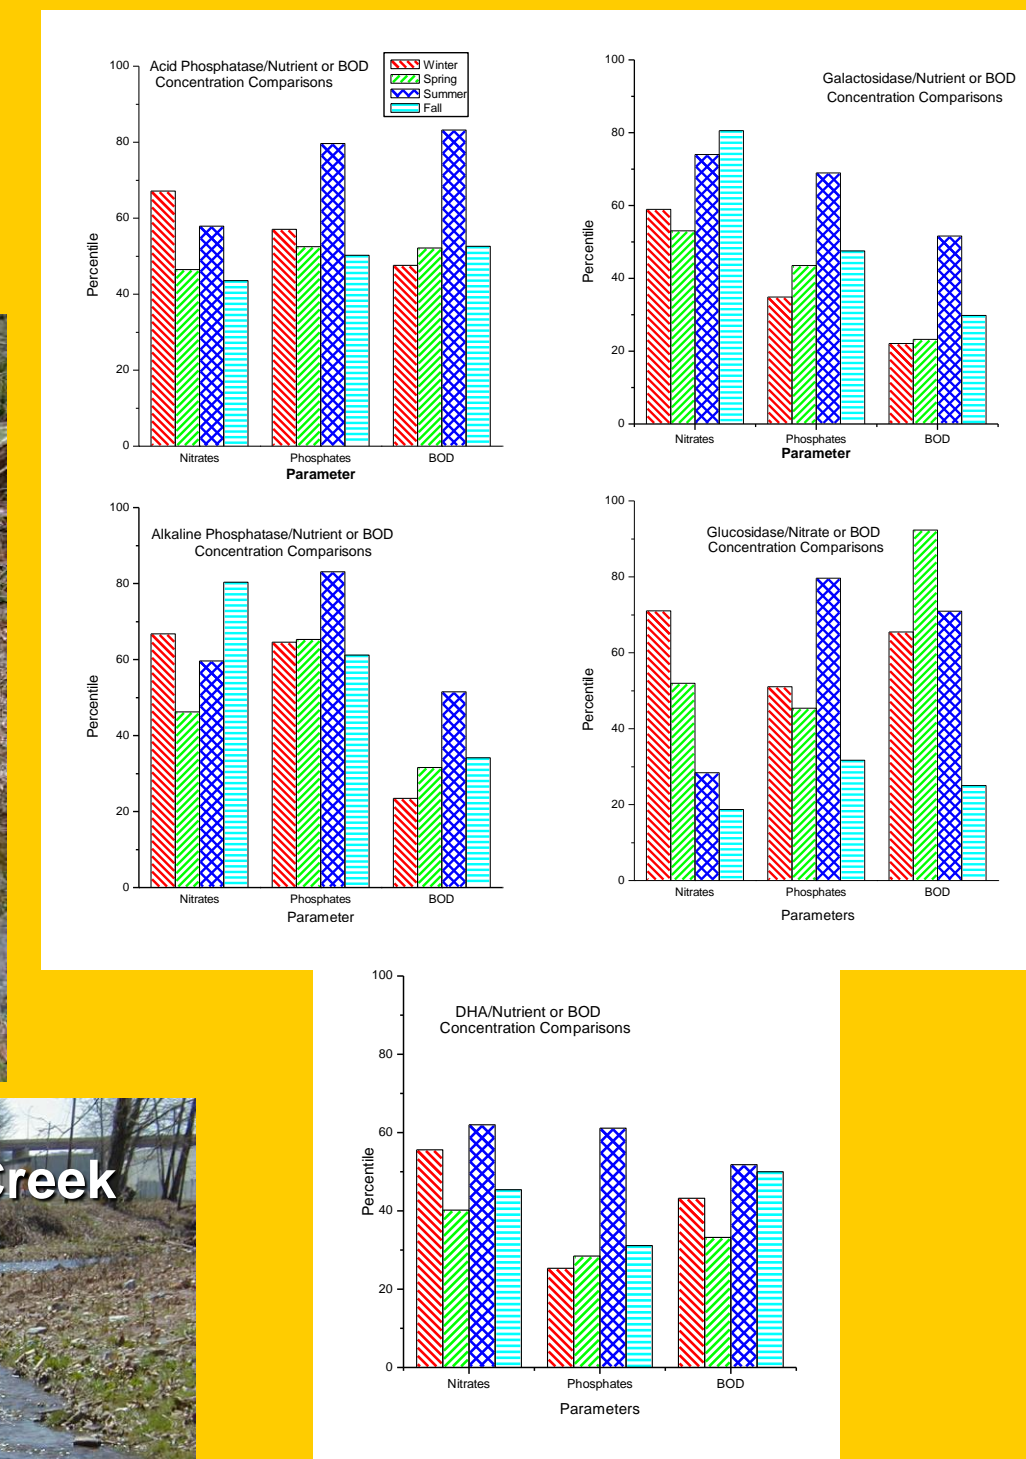 Acid Phosphatase/Nutrient or BOD
Concentration Comparisons
Winter
Spring
Summer
Fall
100
80
60
40
20
0
Percentile
Nitrates
Phosphates
BOD
Parameter
Galactosidase/Nutrient or BOD
Concentration Comparisons
100
80
60
40
20
0
Percentile
Nitrates
Phosphates
BOD
Parameter
Alkaline Phosphatase/Nutrient or BOD
Concentration Comparisons
100
80
60
40
20
0
Percentile
Nitrates
Phosphates
BOD
Parameter
Glucosidase/Nitrate or BOD
Concentration Comparisons
100
80
60
40
20
0
Percentile
Nitrates
Phosphates
BOD
Parameters
DHA/Nutrient or BOD
Concentration Comparisons
100
80
60
40
20
0
Percentile
Nitrates
Phosphates
BOD
Parameters
Creek